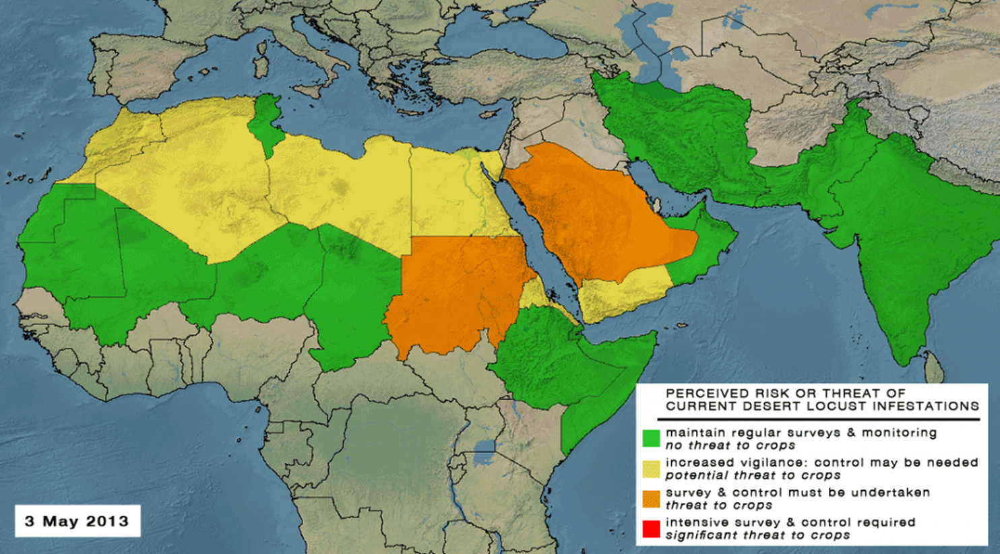 PERCEIVED RISK OR THREAT OF
CURRENT DESERT LOCUST INFESTATIONS
maintain regular surveys & monitoring
no threat to crops
increased vigilance: control may be needed
potential threat to crops
survey & control must be undertaken
threat to crops
intensive survey & control required
significant threat to crops
3 May 2013